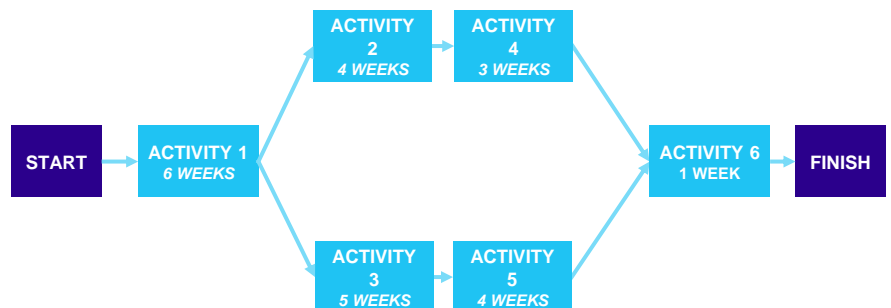 ACTIVITY
2
4 WEEKS
ACTIVITY
4
3 WEEKS
START
ACTIVITY 1
6 WEEKS
ACTIVITY 6
1 WEEK
FINISH
ACTIVITY
3
5 WEEKS
ACTIVITY
5
4 WEEKS